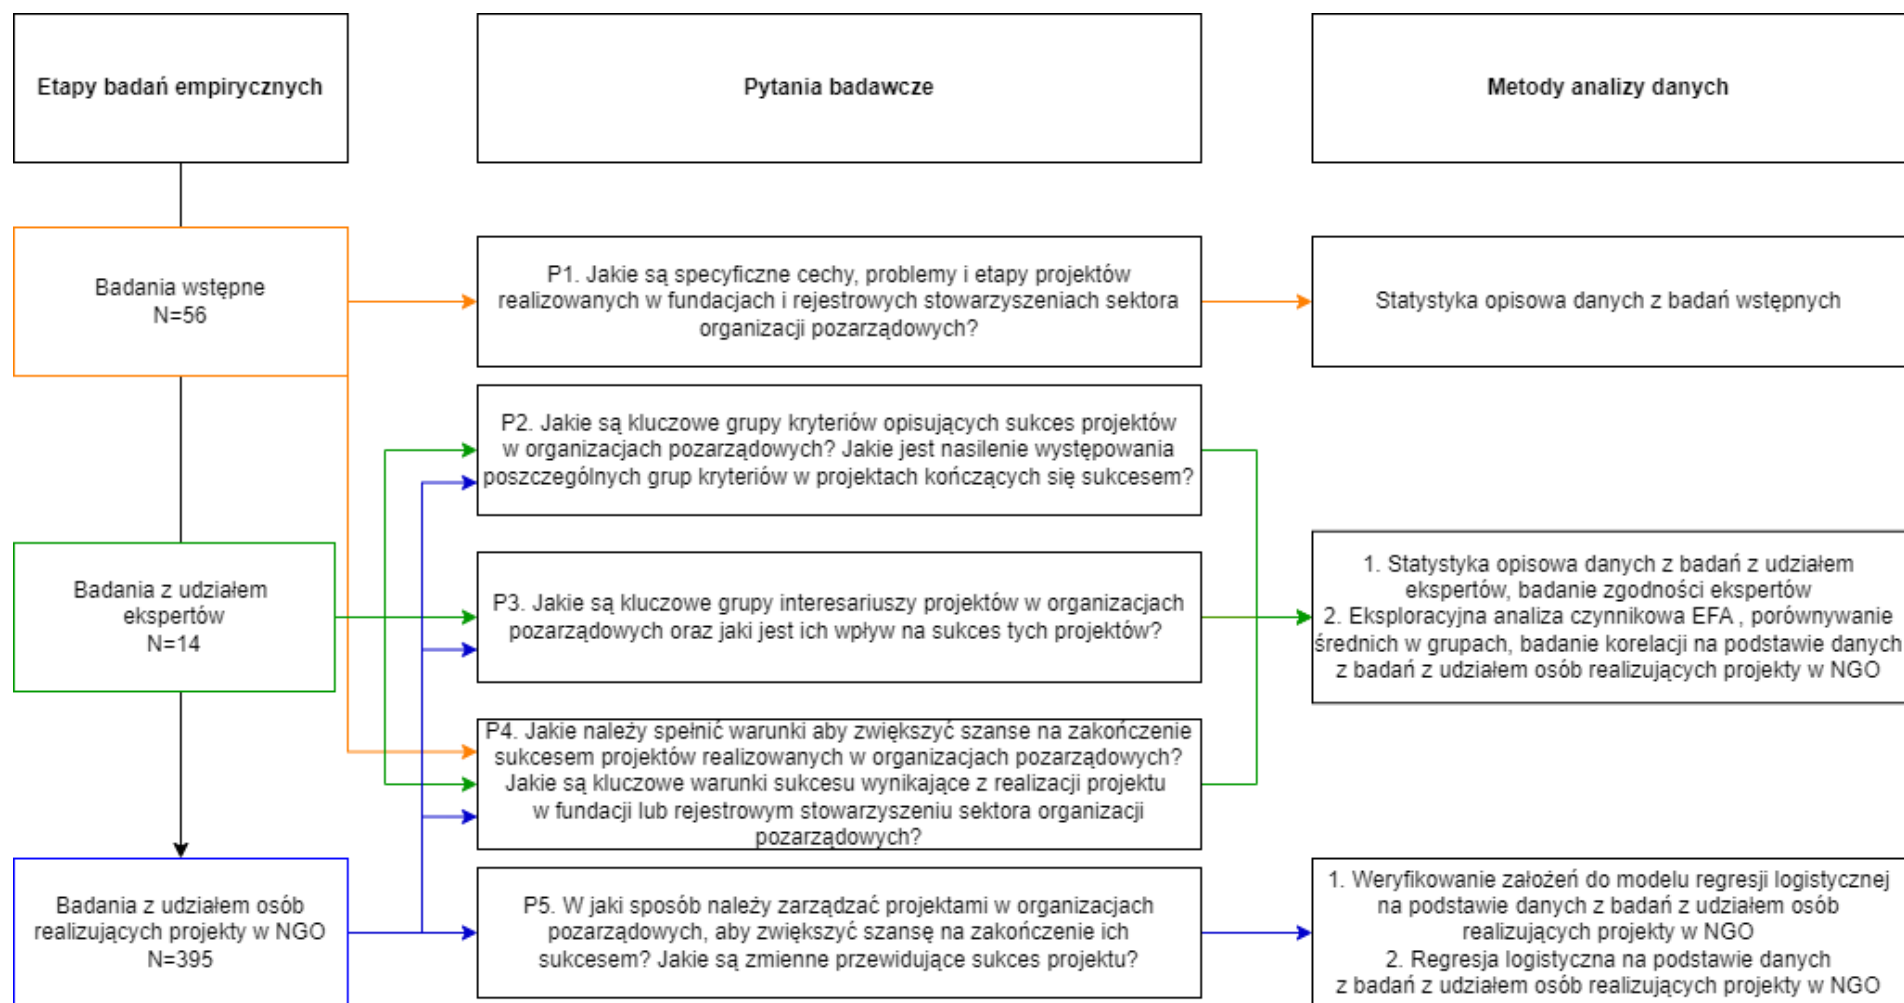 Etapy badań empirycznych
Pytania badawcze
Metody analizy danych
Badania wstępne
N=56
P1. Jakie są specyficzne cechy, problemy i etapy projektów
realizowanych w fundacjach i rejestrowych stowarzyszeniach sektora
organizacji pozarządowych?
Statystyka opisowa danych z badań wstępnych
P2. Jakie są kluczowe grupy kryteriów opisujących sukces projektów
w organizacjach pozarządowych? Jakie jest nasilenie występowania
poszczególnych grup kryteriów w projektach kończących się sukcesem?
Badania z udziałem
ekspertów
N=14
P3. Jakie są kluczowe grupy interesariuszy projektów w organizacjach
pozarządowych oraz jaki jest ich wpływ na sukces tych projektów?
1. Statystyka opisowa danych z badań z udziałem
ekspertów, badanie zgodności ekspertów
2. Eksploracyjna analiza czynnikowa EFA , porównywanie
średnich w grupach, badanie korelacji na podstawie danych
z badań z udziałem osób realizujących projekty w NGO
P4. Jakie należy spełnić warunki aby zwiększyć szanse na zakończenie
sukcesem projektów realizowanych w organizacjach pozarządowych?
Jakie są kluczowe warunki sukcesu wynikające z realizacji projektu
w fundacji lub rejestrowym stowarzyszeniu sektora organizacji
pozarządowych?
Badania z udziałem osób
realizujących projekty w NGO
N=395
P5. W jaki sposób należy zarządzać projektami w organizacjach
pozarządowych, aby zwiększyć szansę na zakończenie ich
sukcesem? Jakie są zmienne przewidujące sukces projektu?
1. Weryfikowanie założeń do modelu regresji logistycznej
na podstawie danych z badań z udziałem osób
realizujących projekty w NGO
2. Regresja logistyczna na podstawie danych
z badań z udziałem osób realizujących projekty w NGO